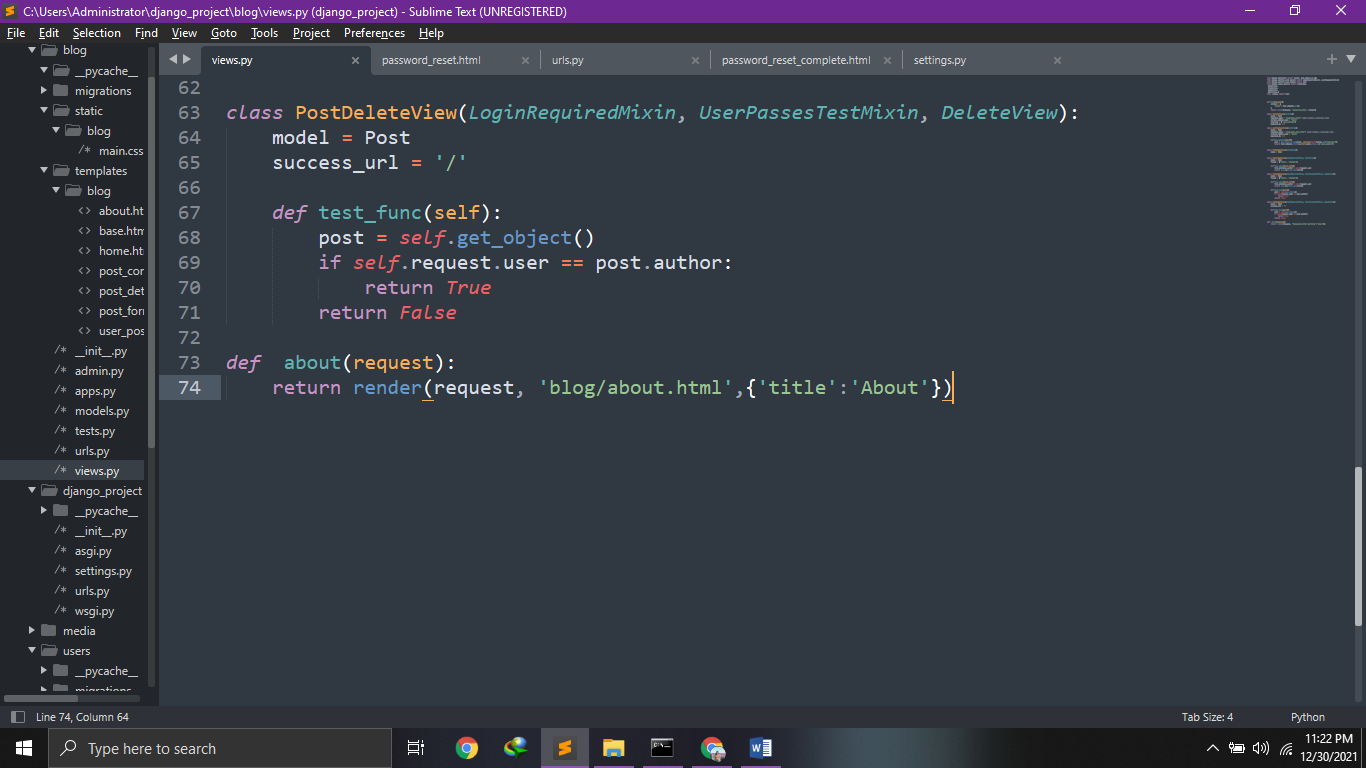 C:\Users\Administrator\django_project\blog\views.py (django_project) - Sublime Text (UNREGISTERED)
File Edit Selection Find View Goto Tools Project Preferences Help
blog
__pycache__
migrations
static
blog
/* main.css
templates
blog
<> about.ht
<> base.htm
<> home.ht
<> post_cor
<> post_det
<> post_for
<> user_pos
/* __init__.py
/* admin.py
/* apps.py
/* models.py
/* tests.py
/* urls.py
/* views.py
django_project
__pycache__
/* __init__.py
/* asgi.py
/* settings.py
/* urls.py
/* wsgi.py
media
users
__pycache__
migrations
views.py password_reset.html urls.py password_reset_complete.html settings.py
62
63 class PostDeleteView(LoginRequiredMixin, UserPassesTestMixin, DeleteView):
64     model = Post
65     success_url = '/'
66
67     def test_func(self):
68         post = self.get_object()
69         if self.request.user == post.author:
70             return True
71         return False
72
73 def  about(request):
74     return render(request, 'blog/about.html',{'title':'About'})
Line 74, Column 64 Tab Size: 4 Python
Type here to search
11:22 PM
12/30/2021